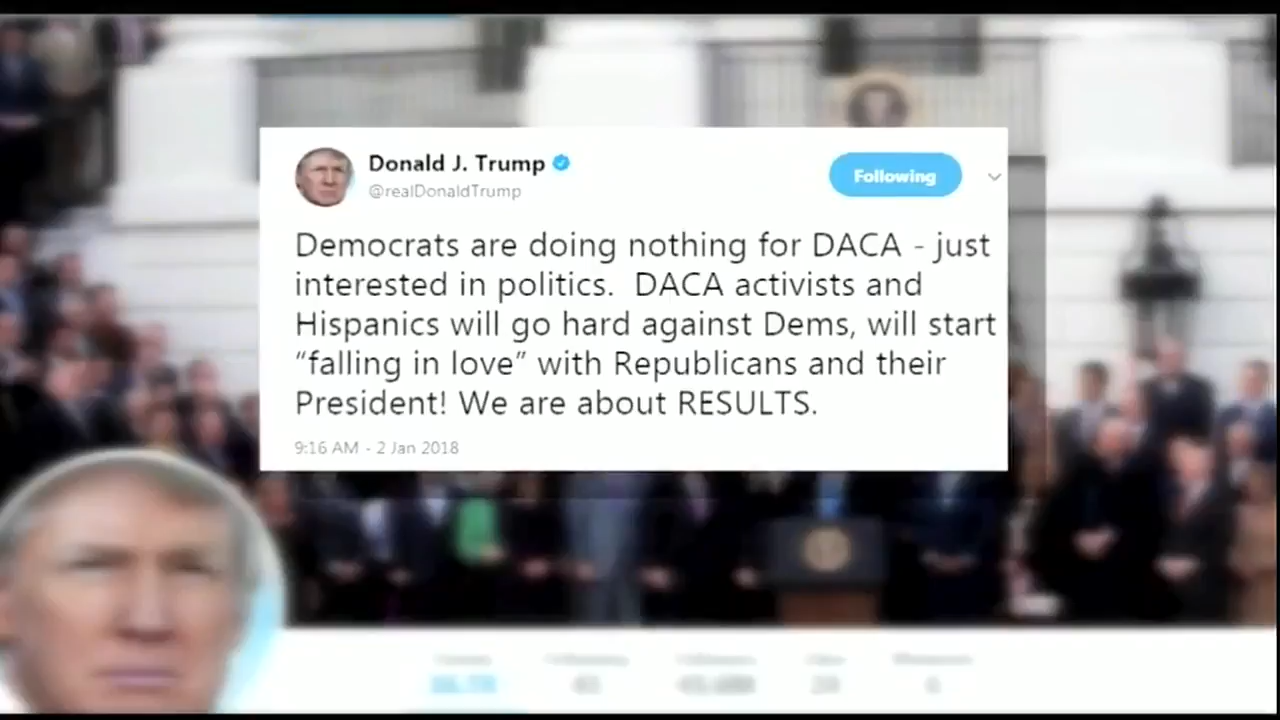 Donald J. Trump
@realDonaldTrump
Following
Democrats are doing nothing for DACA - just
interested in politics.  DACA activists and
Hispanics will go hard against Dems, will start
“falling in love” with Republicans and their
President! We are about RESULTS.
9:16 AM - 2 Jan 2018